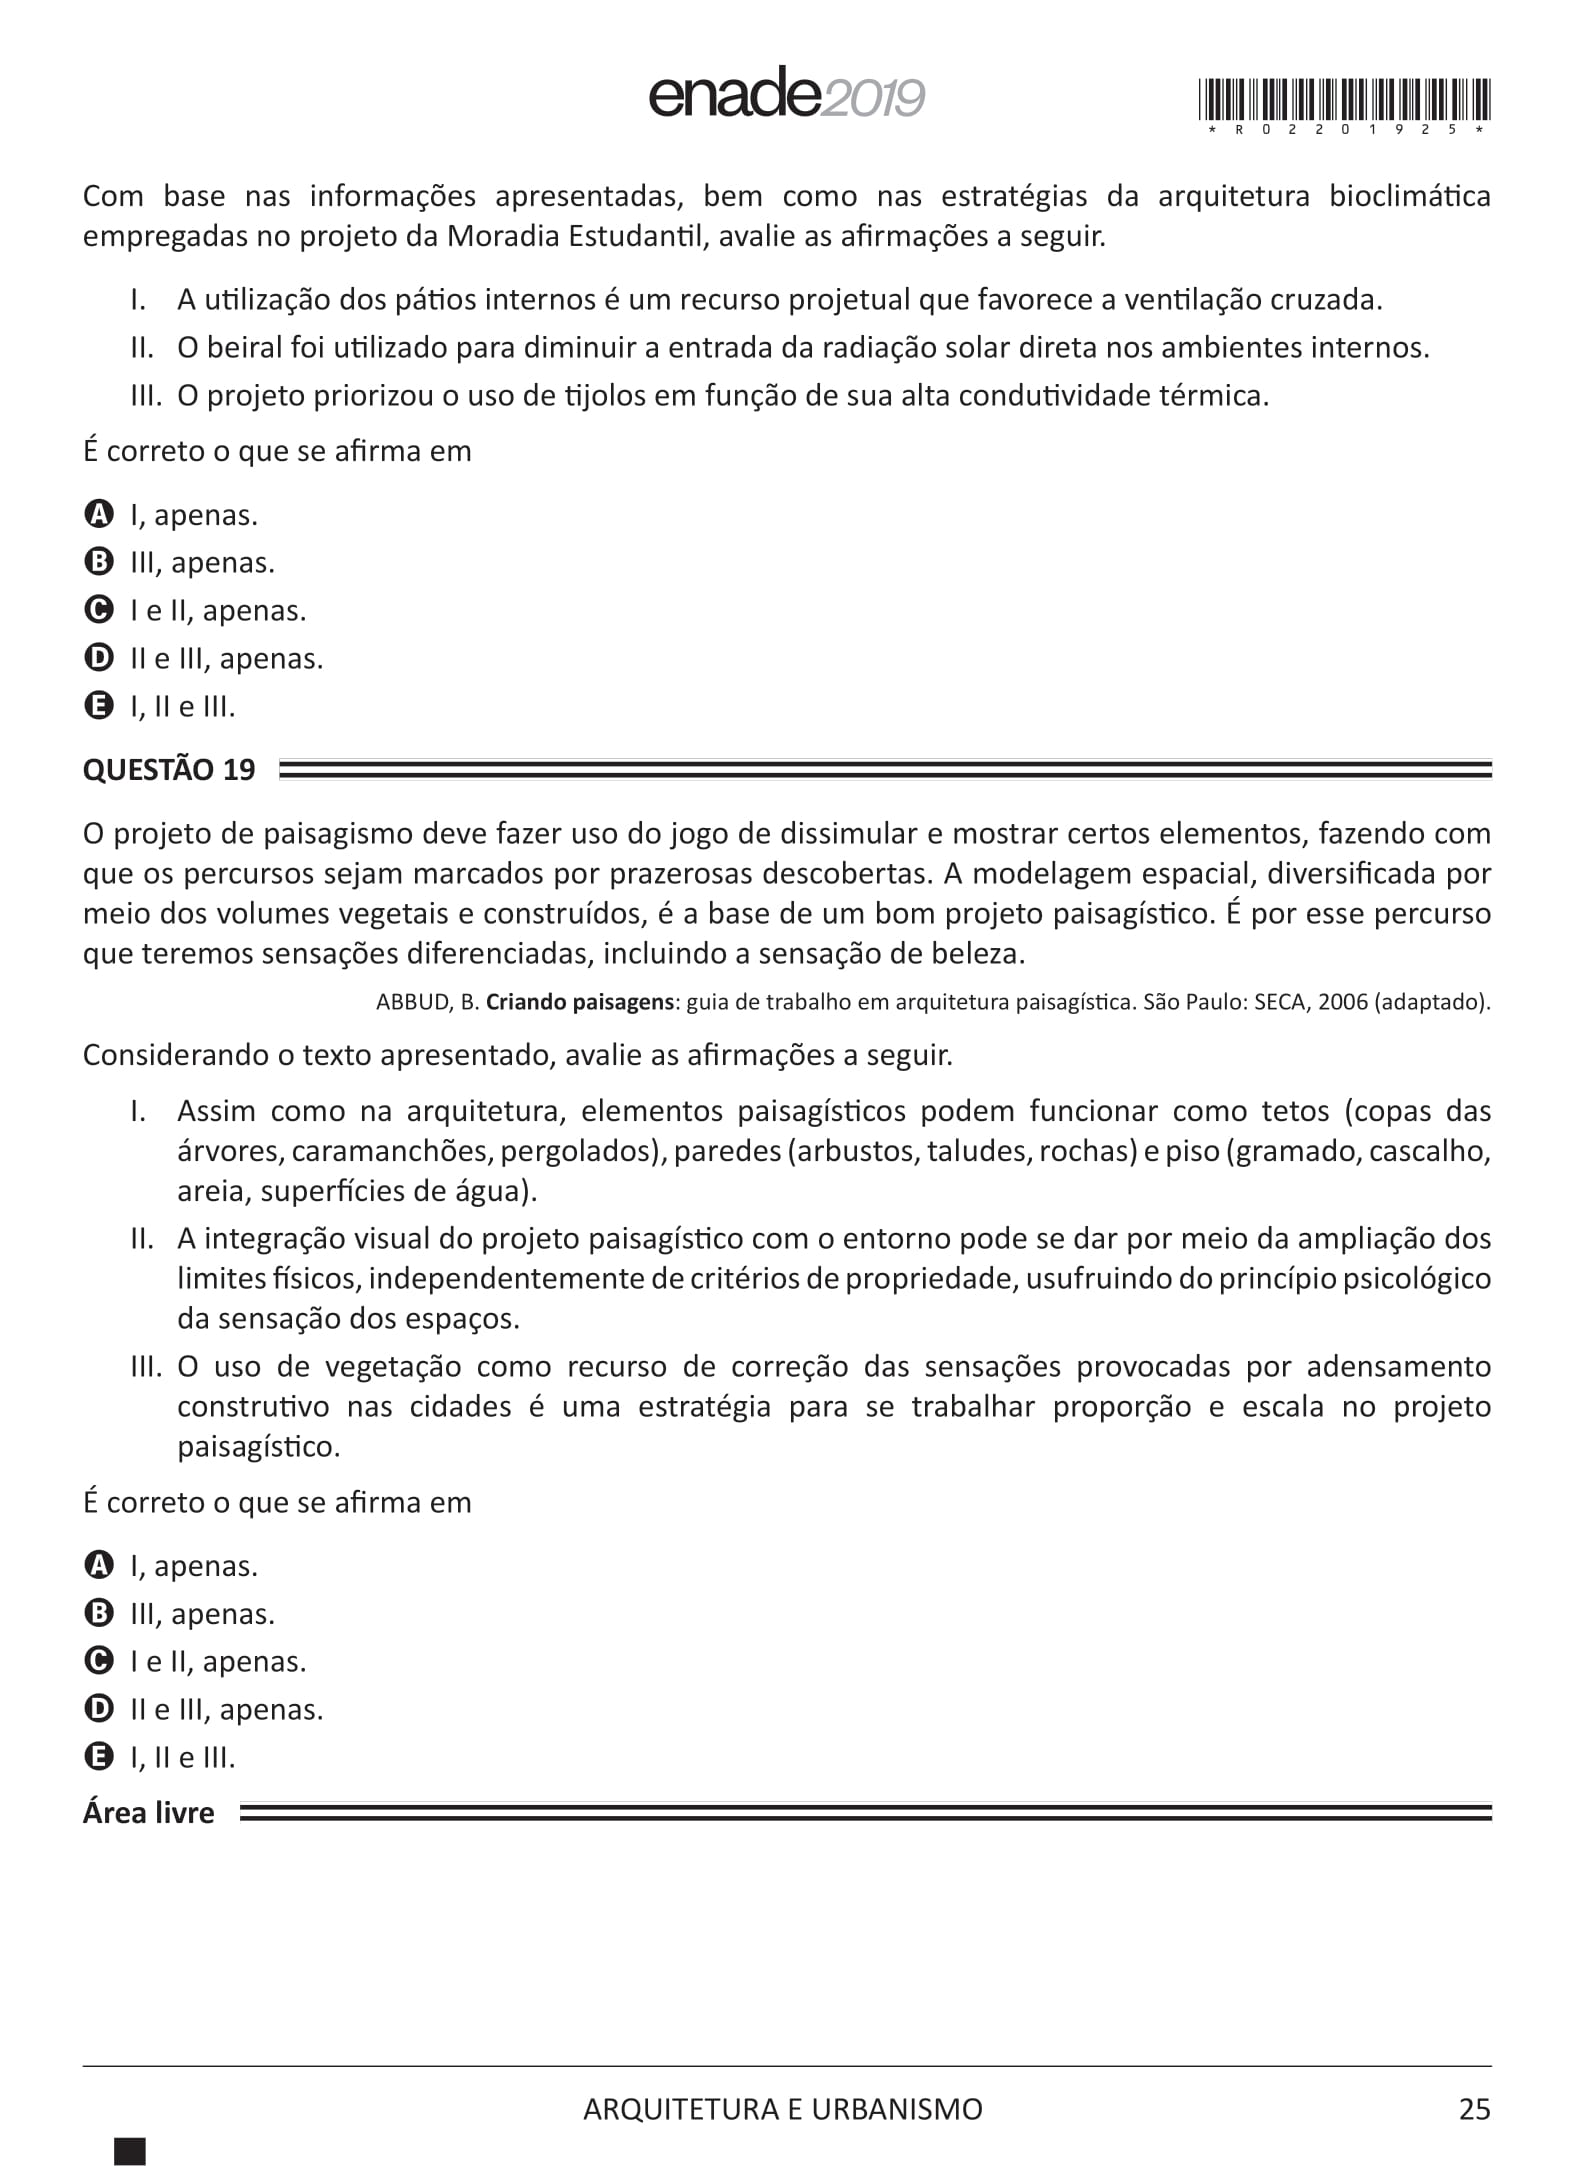 enade2019
* R 0 2 2 0 1 9 2 5 *
Com base nas informações apresentadas, bem como nas estratégias da arquitetura bioclimática
empregadas no projeto da Moradia Estudantil, avalie as afirmações a seguir.
I. A utilização dos pátios internos é um recurso projetual que favorece a ventilação cruzada.
II. O beiral foi utilizado para diminuir a entrada da radiação solar direta nos ambientes internos.
III. O projeto priorizou o uso de tijolos em função de sua alta condutividade térmica.
É correto o que se afirma em
A I, apenas.
B III, apenas.
C I e II, apenas.
D II e III, apenas.
E I, II e III.
QUESTÃO 19
O projeto de paisagismo deve fazer uso do jogo de dissimular e mostrar certos elementos, fazendo com
que os percursos sejam marcados por prazerosas descobertas. A modelagem espacial, diversificada por
meio dos volumes vegetais e construídos, é a base de um bom projeto paisagístico. É por esse percurso
que teremos sensações diferenciadas, incluindo a sensação de beleza.
ABBUD, B. Criando paisagens: guia de trabalho em arquitetura paisagística. São Paulo: SECA, 2006 (adaptado).
Considerando o texto apresentado, avalie as afirmações a seguir.
I. Assim como na arquitetura, elementos paisagísticos podem funcionar como tetos (copas das
árvores, caramanchões, pergolados), paredes (arbustos, taludes, rochas) e piso (gramado, cascalho,
areia, superfícies de água).
II. A integração visual do projeto paisagístico com o entorno pode se dar por meio da ampliação dos
limites físicos, independentemente de critérios de propriedade, usufruindo do princípio psicológico
da sensação dos espaços.
III. O uso de vegetação como recurso de correção das sensações provocadas por adensamento
construtivo nas cidades é uma estratégia para se trabalhar proporção e escala no projeto
paisagístico.
É correto o que se afirma em
A I, apenas.
B III, apenas.
C I e II, apenas.
D II e III, apenas.
E I, II e III.
Área livre
ARQUITETURA E URBANISMO
25